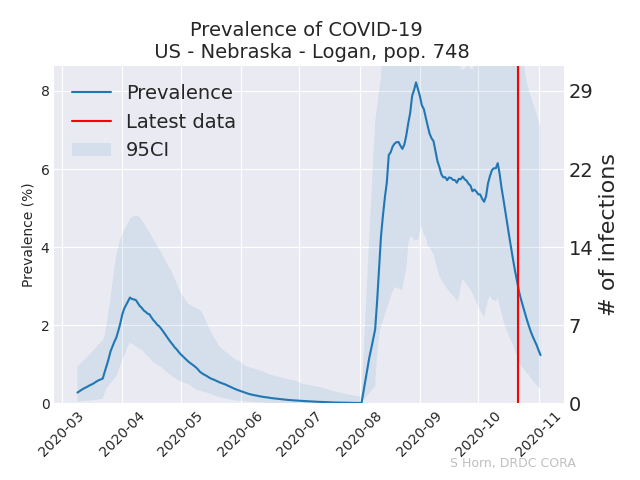 Prevalence of COVID-19
US - Nebraska - Logan, pop. 748
Prevalence
Latest data
95CI
Prevalence (%)
8
6
4
2
0
29
22
14
7
0
# of infections
2020-03
2020-04
2020-05
2020-06
2020-07
2020-08
2020-09
2020-10
2020-11
S Horn, DRDC CORA